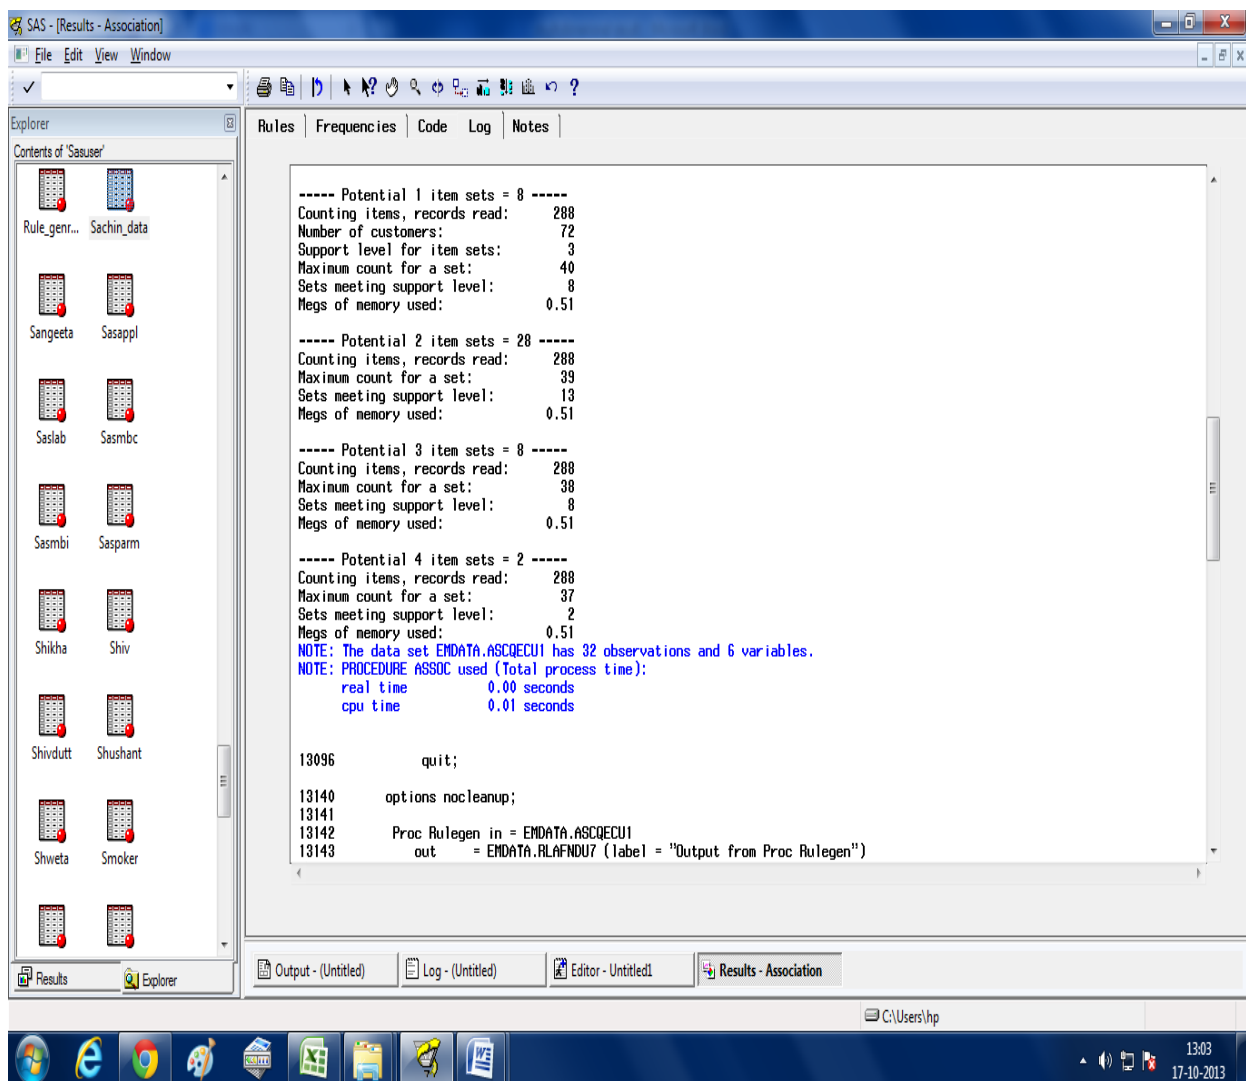 SAS - [Results - Association]
File Edit View Window
Explorer
Contents of 'Sasuser'
Rule_genr... Sachin_data
Sangeeta Sasappl
Saslab Sasmbc
Sasmbi Sasparm
Shikha Shiv
Shivdutt Shushant
Shweta Smoker
Results Explorer
Rules Frequencies Code Log Notes
----- Potential 1 item sets = 8 -----
Counting items, records read: 288
Number of customers: 72
Support level for item sets: 3
Maximum count for a set: 40
Sets meeting support level: 8
Megs of memory used: 0.51
----- Potential 2 item sets = 28 -----
Counting items, records read: 288
Maximum count for a set: 39
Sets meeting support level: 13
Megs of memory used: 0.51
----- Potential 3 item sets = 8 -----
Counting items, records read: 288
Maximum count for a set: 38
Sets meeting support level: 8
Megs of memory used: 0.51
----- Potential 4 item sets = 2 -----
Counting items, records read: 288
Maximum count for a set: 37
Sets meeting support level: 2
Megs of memory used: 0.51
NOTE: The data set EMDATA.ASCQECU1 has 32 observations and 6 variables.
NOTE: PROCEDURE ASSOC used (Total process time):
real time 0.00 seconds
cpu time 0.01 seconds
13096 quit;
13140 options nocleanup;
13141
13142 Proc Rulegen in = EMDATA.ASCQECU1
13143 out = EMDATA.RLAFNDU7 (label = "Output from Proc Rulegen")
Output - (Untitled) Log - (Untitled) Editor - Untitled1 Results - Association
C:\Users\hp
13:03
17-10-2013